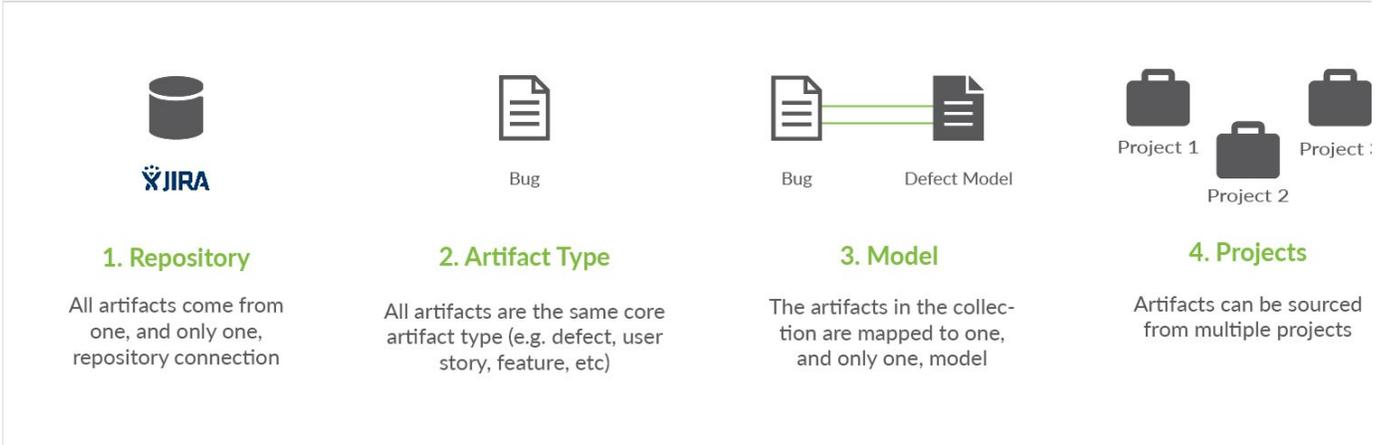 JIRA
Bug
Bug
Defect Model
Project 1
Project 2
Project
1. Repository
2. Artifact Type
3. Model
4. Projects
All artifacts come from
one, and only one,
repository connection
All artifacts are the same core
artifact type (e.g. defect, user
story, feature, etc)
The artifacts in the collec-
tion are mapped to one,
and only one, model
Artifacts can be sourced
from multiple projects